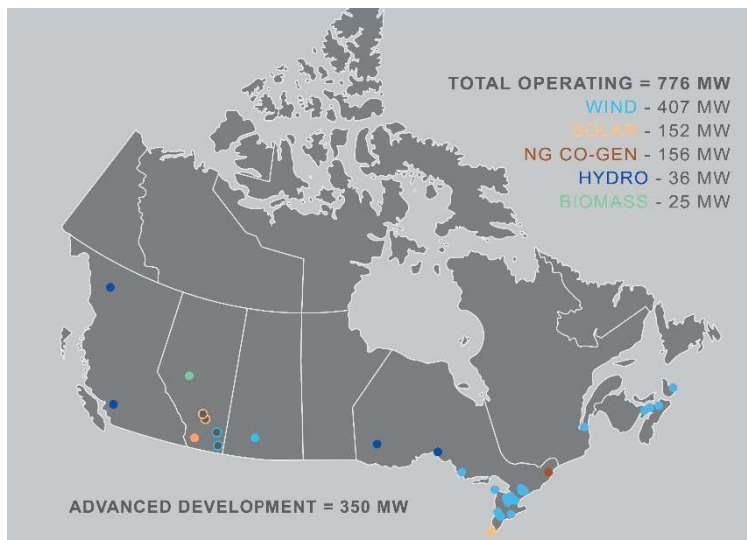 TOTAL OPERATING = 776 MW
WIND - 407 MW
SOLAR - 152 MW
NG CO-GEN - 156 MW
HYDRO - 36 MW
BIOMASS - 25 MW
ADVANCED DEVELOPMENT = 350 MW